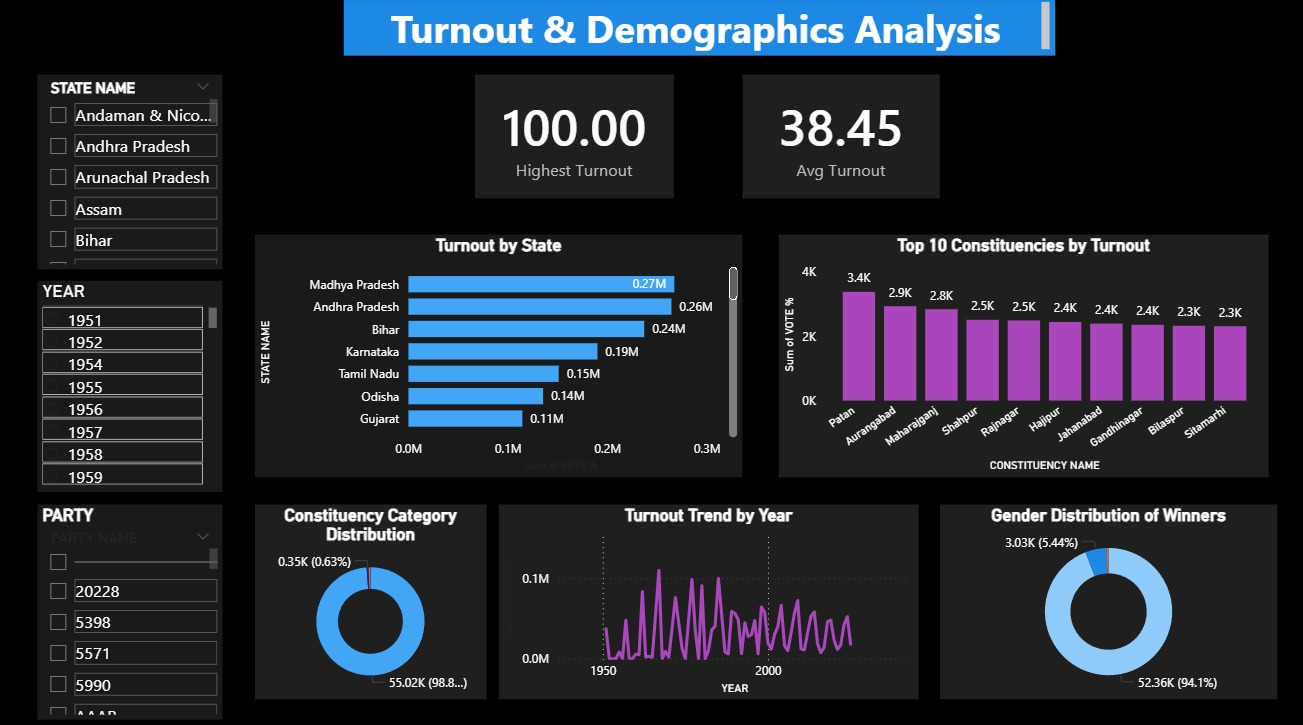 Turnout & Demographics Analysis
STATE NAME
Andaman & Nico...
Andhra Pradesh
Arunachal Pradesh
Assam
Bihar
YEAR
1951
1952
1954
1955
1956
1957
1958
1959
PARTY
PARTY NAME
20228
5398
5571
5990
100.00
Highest Turnout
38.45
Avg Turnout
Turnout by State
STATE NAME
Madhya Pradesh 0.27M
Andhra Pradesh 0.26M
Bihar 0.24M
Karnataka 0.19M
Tamil Nadu 0.15M
Odisha 0.14M
Gujarat 0.11M
0.0M 0.1M 0.2M 0.3M
Sum of VOTE %
Top 10 Constituencies by Turnout
Sum of VOTE %
4K
2K
0K
3.4K 2.9K 2.8K 2.5K 2.5K 2.4K 2.4K 2.4K 2.3K 2.3K
Patan Aurangabad Maharajganj Shahpur Rajnagar Hajipur Jahanabad Gandhinagar Bilaspur Sitamarhi
CONSTITUENCY NAME
Constituency Category
Distribution
0.35K (0.63%)
55.02K (98.8...)
Turnout Trend by Year
0.1M
0.0M
1950 2000
YEAR
Gender Distribution of Winners
3.03K (5.44%)
52.36K (94.1%)